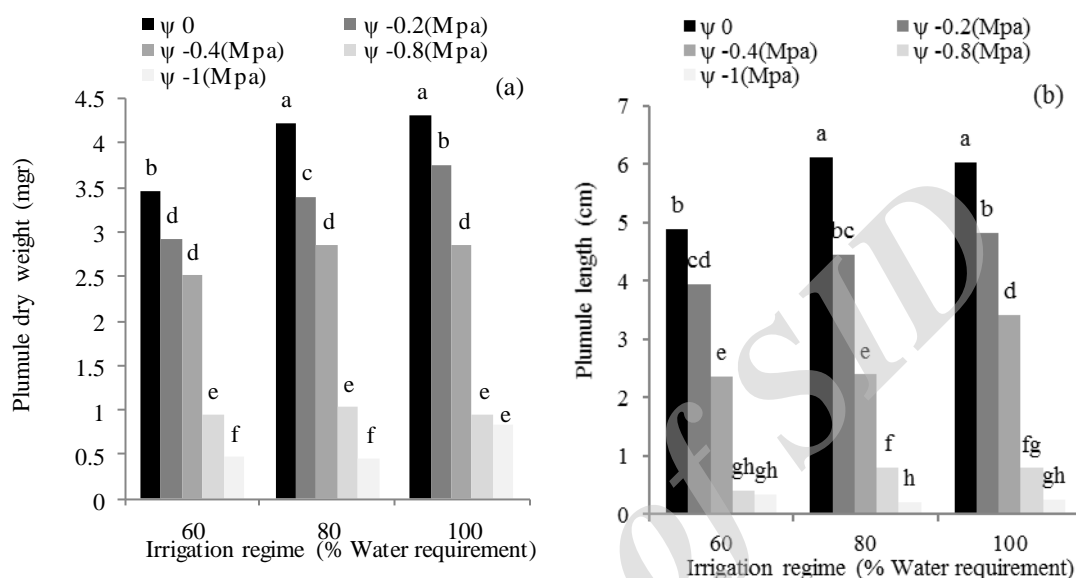 ψ 0 ψ -0.2(Mpa)
ψ -0.4(Mpa) ψ -0.8(Mpa)
ψ -1(Mpa)
(a)
Plumule dry weight (mgr)
4.5
4
3.5
3
2.5
2
1.5
1
0.5
0
b d d e f
a c d e f
a b d e e
60 80 100
Irrigation regime (% Water requirement)
ψ 0 ψ -0.2(Mpa)
ψ -0.4(Mpa) ψ -0.8(Mpa)
ψ -1(Mpa)
(b)
Plumule length (cm)
7
6
5
4
3
2
1
0
b cd e gh gh
a bc e f h
a b d fg gh
60 80 100
Irrigation regime (% Water requirement)
of SID